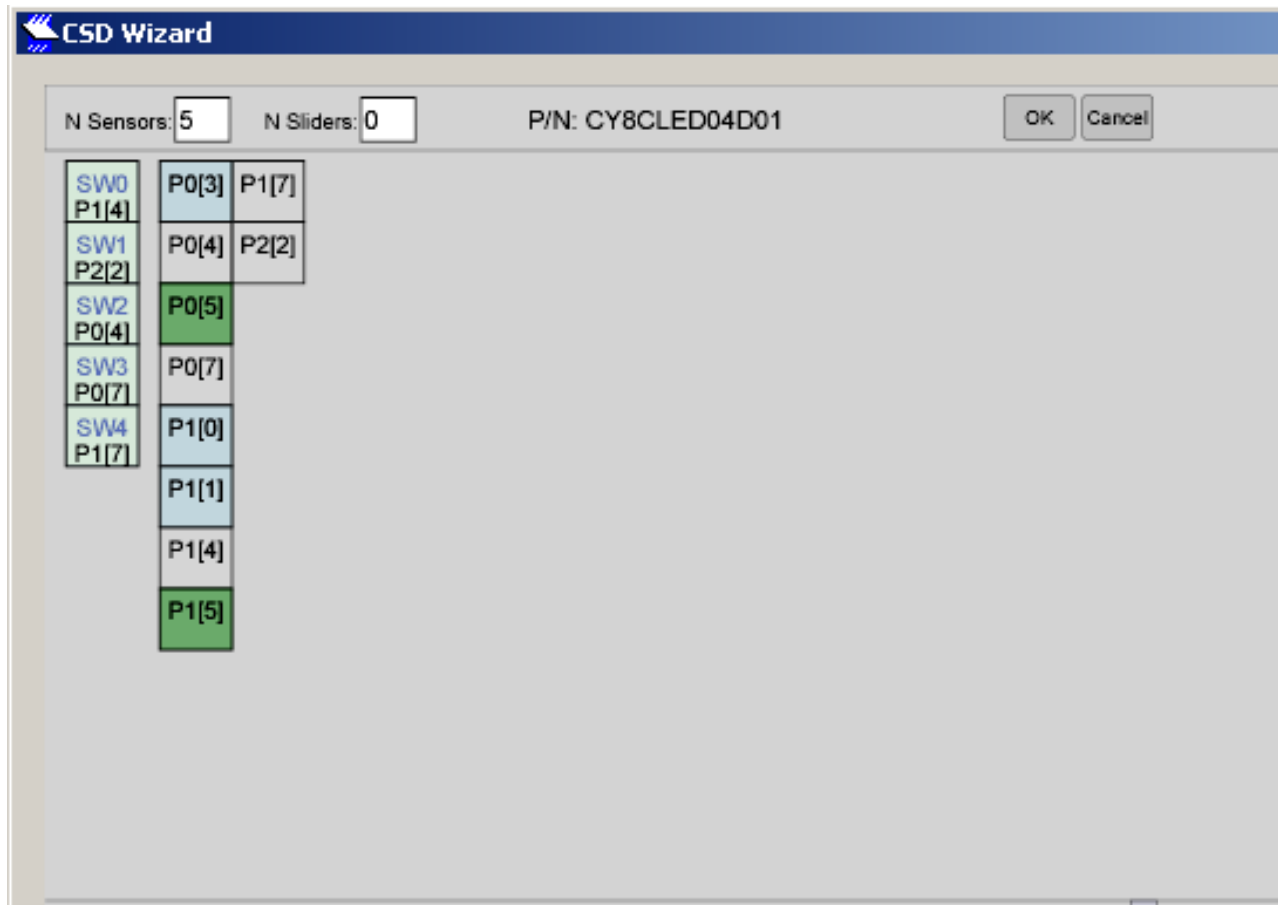 CSD Wizard
N Sensors: 5 N Sliders: 0 P/N: CY8CLED04D01 OK Cancel
SW0 P0[3] P1[7]
P1[4]
SW1 P0[4] P2[2]
P2[2]
SW2 P0[5]
P0[4]
SW3 P0[7]
P0[7]
SW4 P1[0]
P1[7]
P1[1]
P1[4]
P1[5]